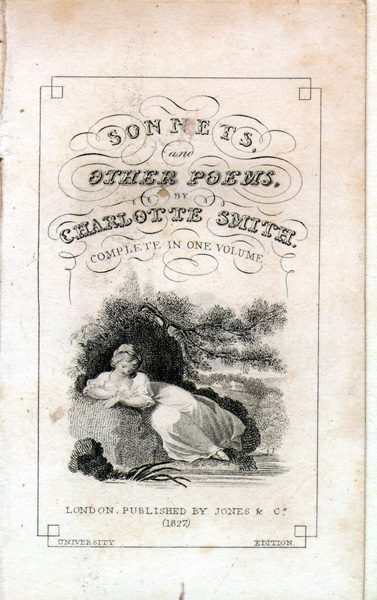 SONNETS,
and
OTHER POEMS,
BY
CHARLOTTE SMITH.
COMPLETE IN ONE VOLUME
LONDON. PUBLISHED BY JONES & Co.
(1827)
UNIVERSITY EDITION.